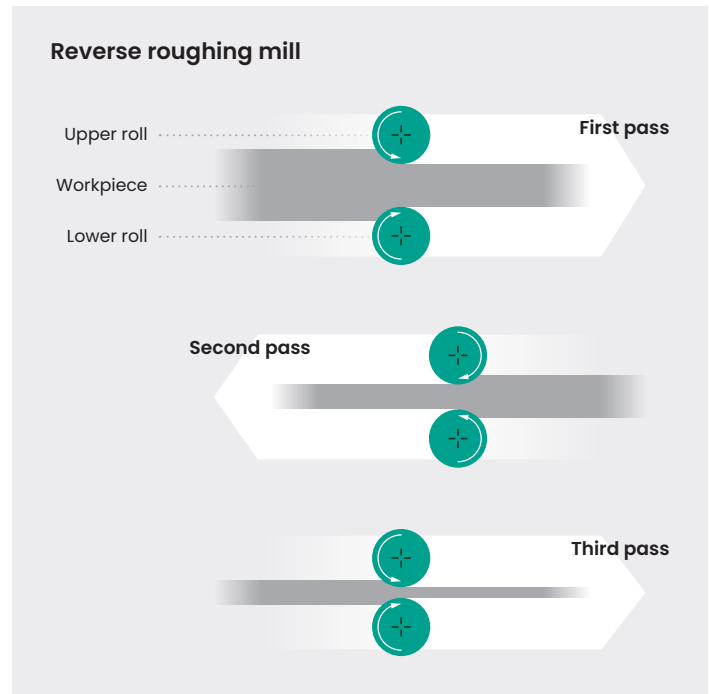 Reverse roughing mill
First pass
Upper roll
Workpiece
Lower roll
Second pass
Third pass